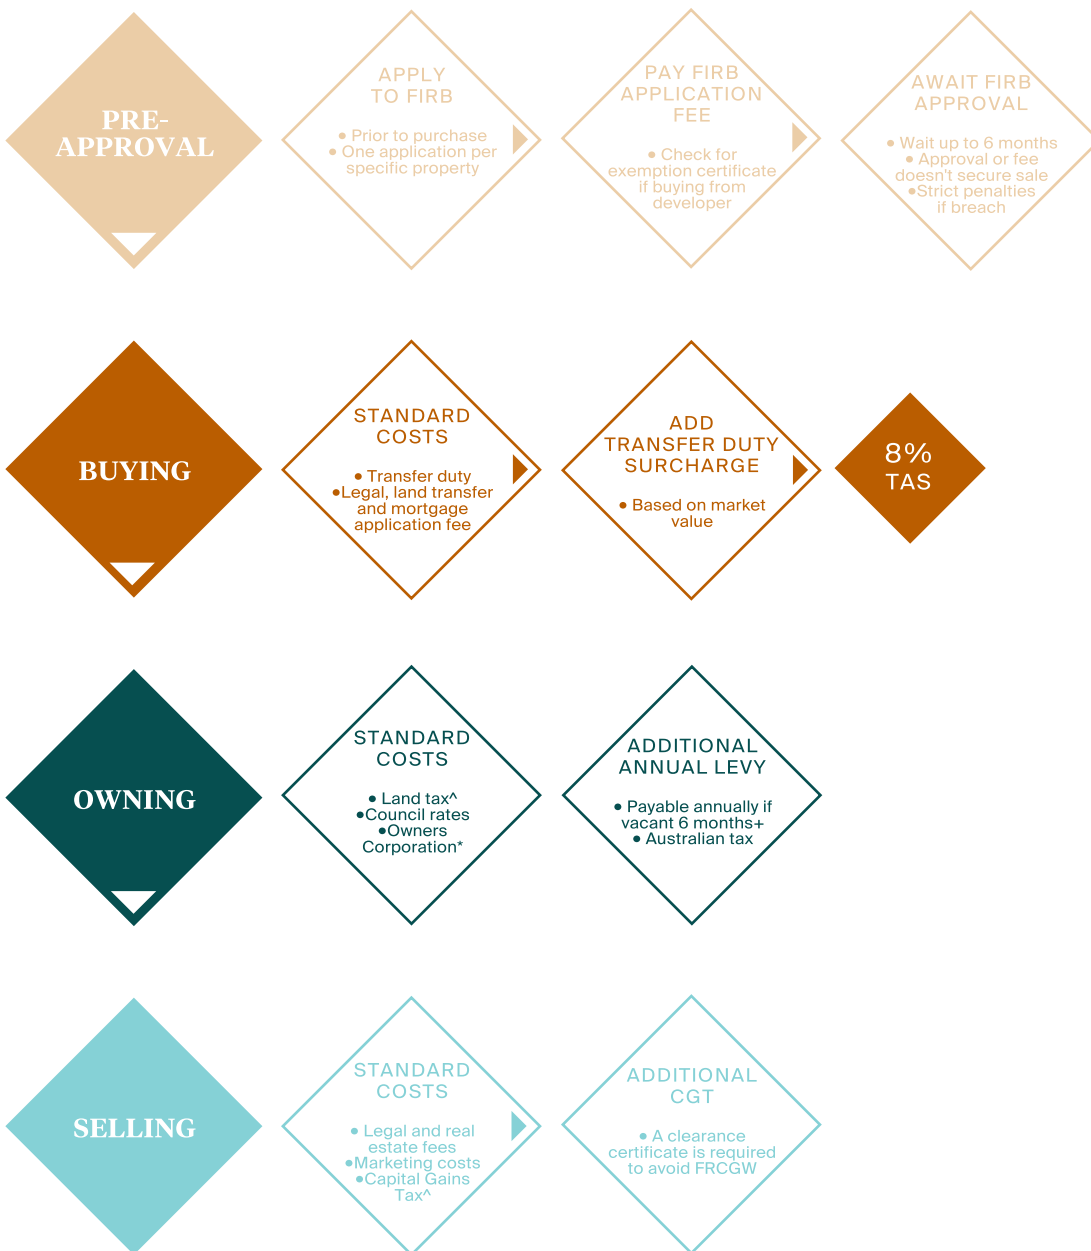 PRE-
APPROVAL
APPLY
TO FIRB
● Prior to purchase
● One application per
specific property
PAY FIRB
APPLICATION
FEE
● Check for
exemption certificate
if buying from
developer
AWAIT FIRB
APPROVAL
● Wait up to 6 months
● Approval or fee
doesn't secure sale
●Strict penalties
if breach
BUYING
STANDARD
COSTS
● Transfer duty
●Legal, land transfer
and mortgage
application fee
ADD
TRANSFER DUTY
SURCHARGE
● Based on market
value
8%
TAS
OWNING
STANDARD
COSTS
● Land tax^
●Council rates
●Owners
Corporation*
ADDITIONAL
ANNUAL LEVY
● Payable annually if
vacant 6 months+
● Australian tax
SELLING
STANDARD
COSTS
● Legal and real
estate fees
●Marketing costs
●Capital Gains
Tax^
ADDITIONAL
CGT
● A clearance
certificate is required
to avoid FRCGW